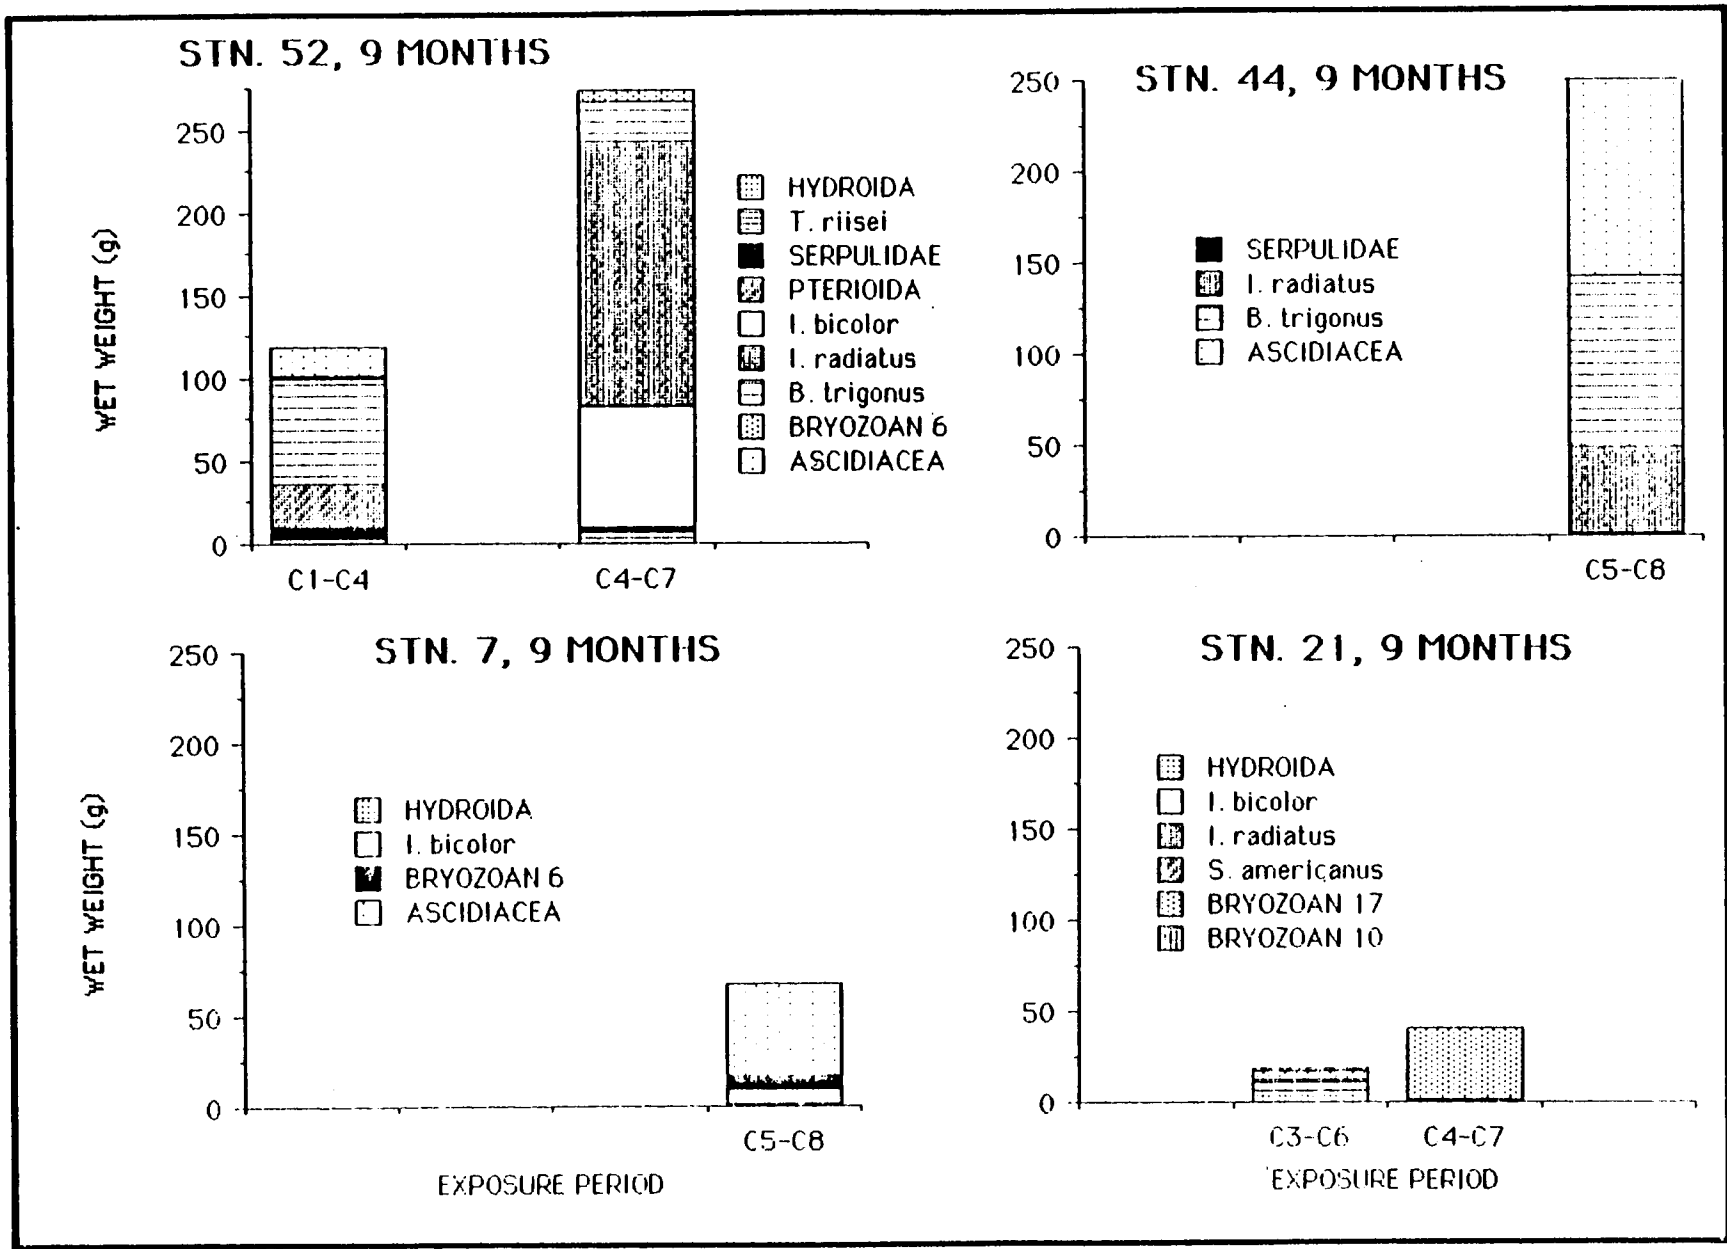 STN. 52, 9 MONTHS
WET WEIGHT (g)
250
200
150
100
50
0
HYDROIDA
T. riisei
SERPULIDAE
PTERIOIDA
I. bicolor
I. radiatus
B. trigonus
BRYOZOAN 6
ASCIDIACEA
C1-C4
C4-C7
STN. 44, 9 MONTHS
250
200
150
100
50
0
SERPULIDAE
I. radiatus
B. trigonus
ASCIDIACEA
C5-C8
STN. 7, 9 MONTHS
WET WEIGHT (g)
250
200
150
100
50
0
HYDROIDA
I. bicolor
BRYOZOAN 6
ASCIDIACEA
C5-C8
EXPOSURE PERIOD
STN. 21, 9 MONTHS
250
200
150
100
50
0
HYDROIDA
I. bicolor
I. radiatus
S. americanus
BRYOZOAN 17
BRYOZOAN 10
C3-C6
C4-C7
EXPOSURE PERIOD